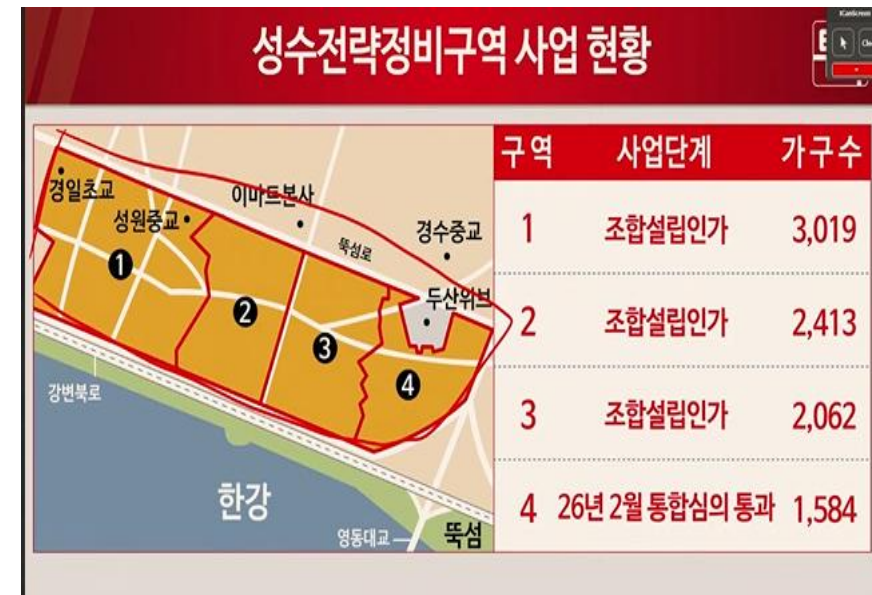 성수전략정비구역 사업 현황
경일초교
성원중교
이마트본사
뚝섬로
경수중교
두산위브
1
2
3
4
강변북로
한강
영동대교
뚝섬
구역 사업단계 가구수
1 조합설립인가 3,019
2 조합설립인가 2,413
3 조합설립인가 2,062
4 26년 2월 통합심의 통과 1,584